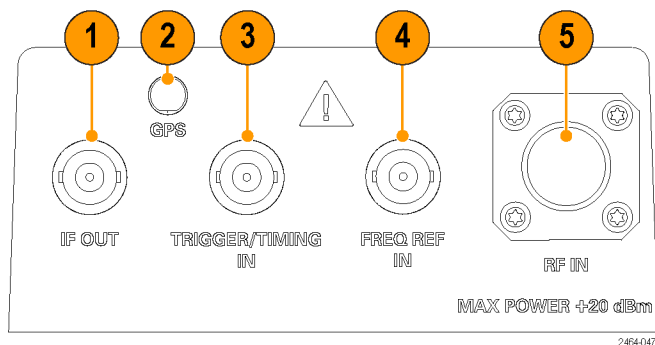 1 2 3 4 5
GPS
IF OUT
TRIGGER/TIMING
IN
FREQ REF
IN
RF IN
MAX POWER +20 dBm
2464-047